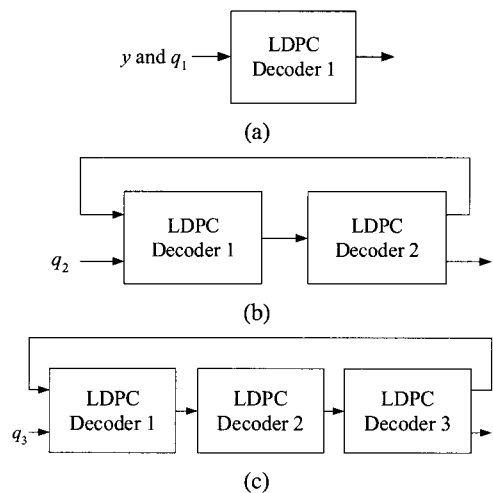 y and q1
LDPC
Decoder 1
(a)
LDPC
Decoder 1
LDPC
Decoder 2
q2
(b)
LDPC
Decoder 1
LDPC
Decoder 2
LDPC
Decoder 3
q3
(c)